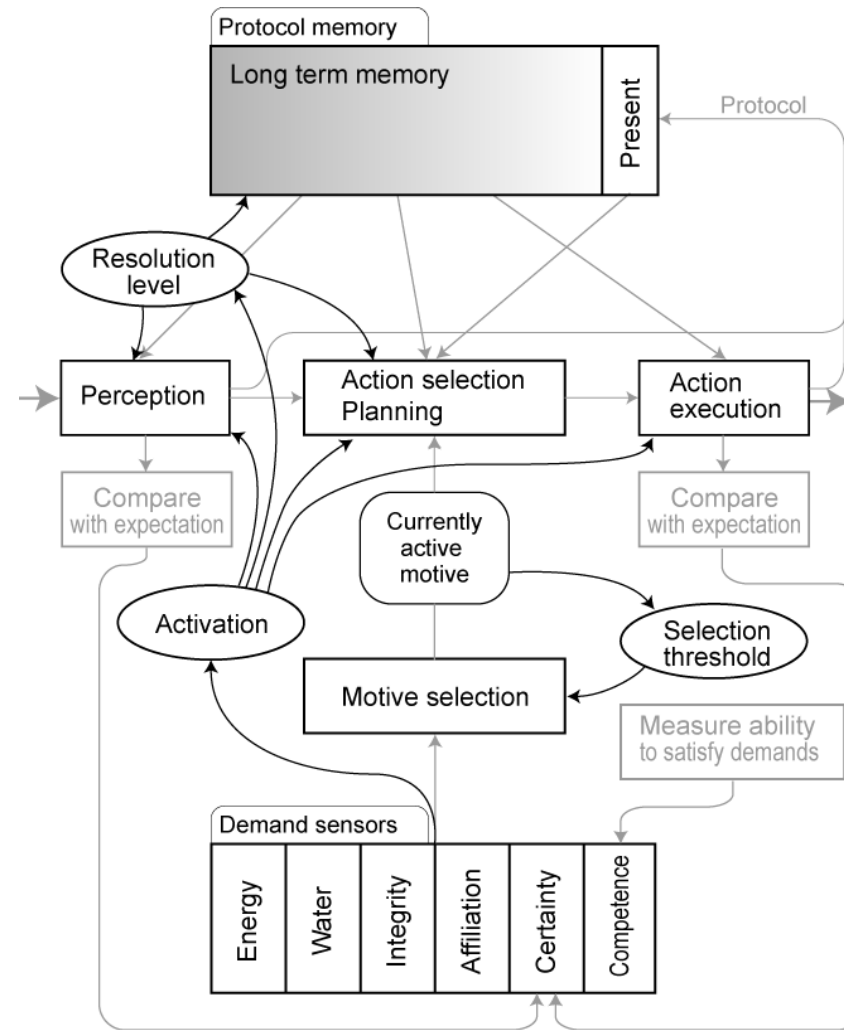 Protocol memory
Long term memory
Present
Protocol
Resolution
level
Perception
Action selection
Planning
Action
execution
Compare
with expectation
Currently
active
motive
Compare
with expectation
Activation
Selection
threshold
Motive selection
Measure ability
to satisfy demands
Demand sensors
Energy
Water
Integrity
Affiliation
Certainty
Competence